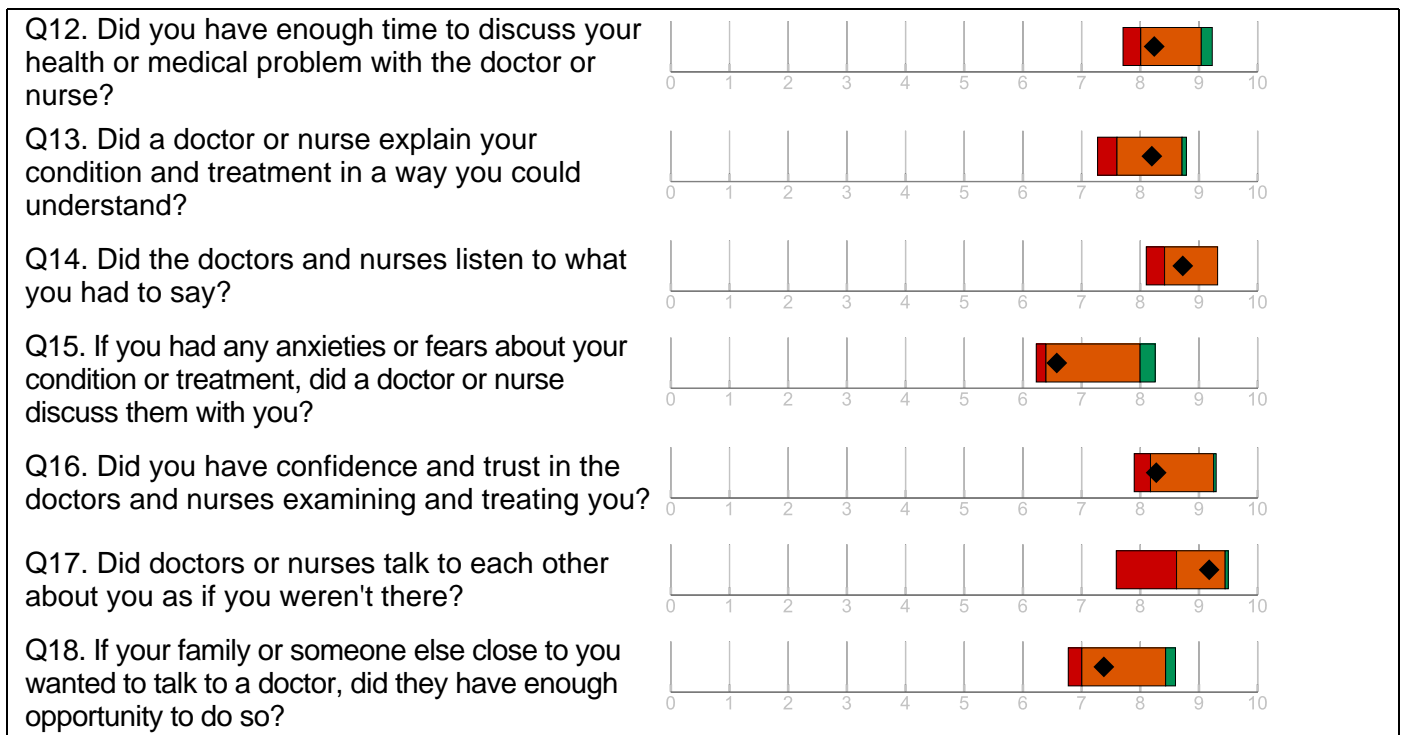 Q12. Did you have enough time to discuss your
health or medical problem with the doctor or
nurse?
0 1 2 3 4 5 6 7 8 9 10
Q13. Did a doctor or nurse explain your
condition and treatment in a way you could
understand?
0 1 2 3 4 5 6 7 8 9 10
Q14. Did the doctors and nurses listen to what
you had to say?
0 1 2 3 4 5 6 7 8 9 10
Q15. If you had any anxieties or fears about your
condition or treatment, did a doctor or nurse
discuss them with you?
0 1 2 3 4 5 6 7 8 9 10
Q16. Did you have confidence and trust in the
doctors and nurses examining and treating you?
0 1 2 3 4 5 6 7 8 9 10
Q17. Did doctors or nurses talk to each other
about you as if you weren't there?
0 1 2 3 4 5 6 7 8 9 10
Q18. If your family or someone else close to you
wanted to talk to a doctor, did they have enough
opportunity to do so?
0 1 2 3 4 5 6 7 8 9 10